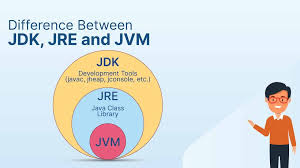 Difference Between
JDK, JRE and JVM
JDK
Development Tools
(javac, jheap, jconsole, etc.)
JRE
Java Class
Library
JVM